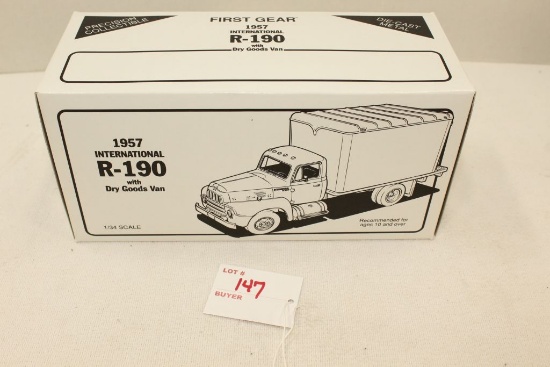 PRECISION
COLLECTIBLE
FIRST GEAR
1957
INTERNATIONAL
R-190
with
Dry Goods Van
DIE-CAST
METAL
1957
INTERNATIONAL
R-190
with
Dry Goods Van
1/34 SCALE
Recommended for
ages 10 and over
LOT #
147
BUYER